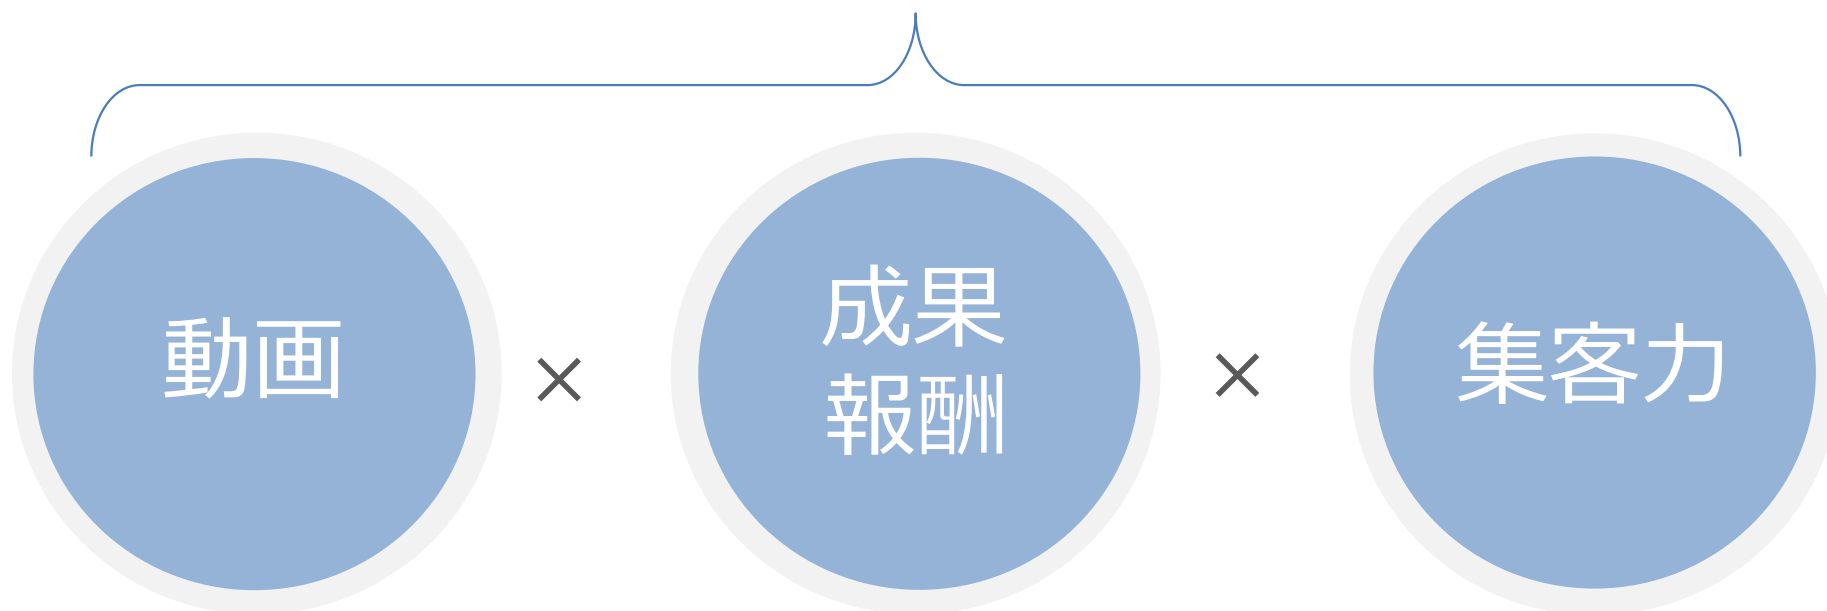 動画
×
成果
報酬
×
集客力